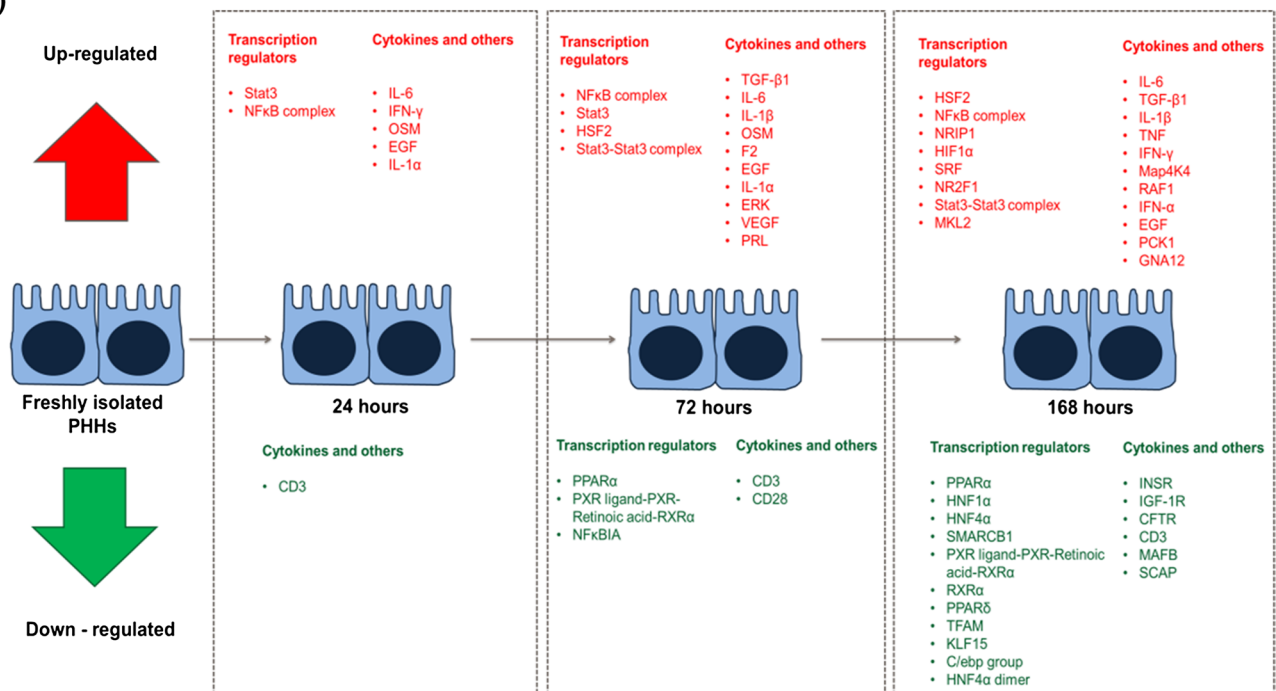 )
Up-regulated
Freshly isolated
PHHs
Down - regulated
Transcription
regulators
• Stat3
• NFκB complex
Cytokines and others
• IL-6
• IFN-γ
• OSM
• EGF
• IL-1α
24 hours
Cytokines and others
• CD3
Transcription
regulators
• NFκB complex
• Stat3
• HSF2
• Stat3-Stat3 complex
Cytokines and others
• TGF-β1
• IL-6
• IL-1β
• OSM
• F2
• EGF
• IL-1α
• ERK
• VEGF
• PRL
72 hours
Transcription regulators
• PPARα
• PXR ligand-PXR-
Retinoic acid-RXRα
• NFκBIA
Cytokines and others
• CD3
• CD28
Transcription
regulators
• HSF2
• NFκB complex
• NRIP1
• HIF1α
• SRF
• NR2F1
• Stat3-Stat3 complex
• MKL2
Cytokines and others
• IL-6
• TGF-β1
• IL-1β
• TNF
• IFN-γ
• Map4K4
• RAF1
• IFN-α
• EGF
• PCK1
• GNA12
168 hours
Transcription regulators
• PPARα
• HNF1α
• HNF4α
• SMARCB1
• PXR ligand-PXR-Retinoic
acid-RXRα
• RXRα
• PPARδ
• TFAM
• KLF15
• C/ebp group
• HNF4α dimer
Cytokines and others
• INSR
• IGF-1R
• CFTR
• CD3
• MAFB
• SCAP